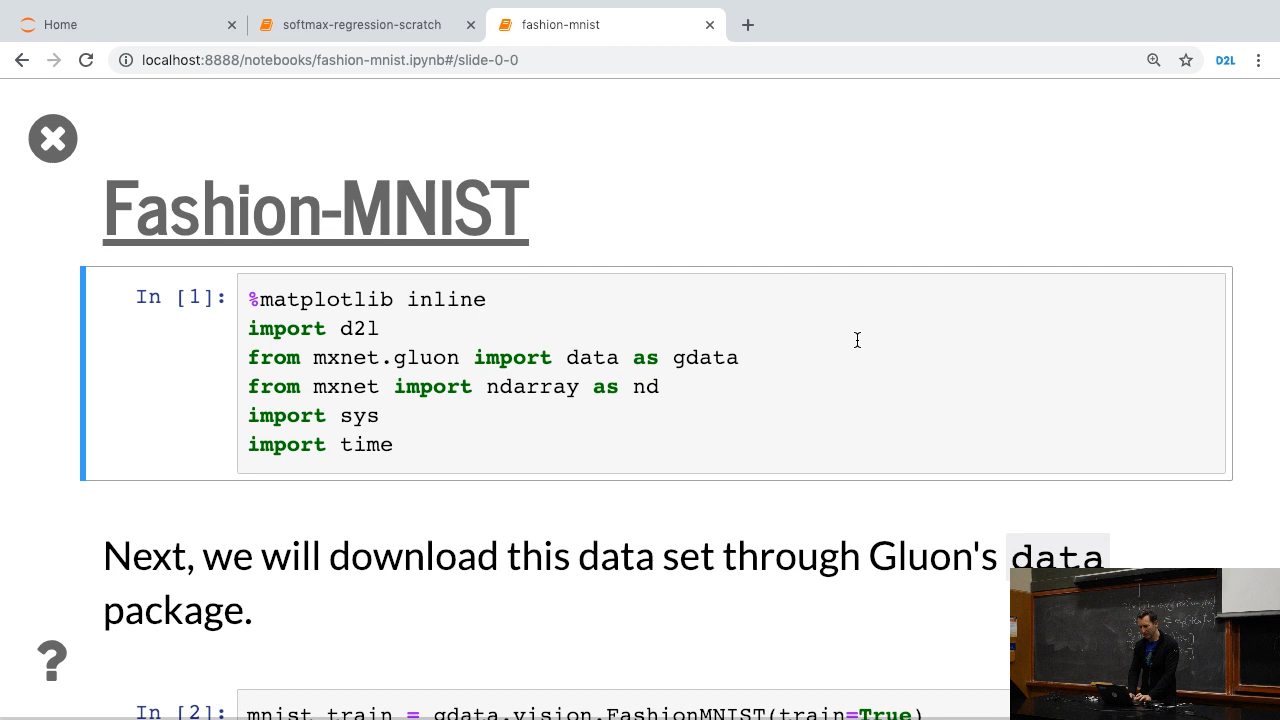 Home
softmax-regression-scratch
fashion-mnist
localhost:8888/notebooks/fashion-mnist.ipynb#/slide-0-0
D2L
Fashion-MNIST
In [1]:
%matplotlib inline
import d2l
from mxnet.gluon import data as gdata
from mxnet import ndarray as nd
import sys
import time
Next, we will download this data set through Gluon's data
package.
?
In [2]:
mnist_train = gdata.vision.FashionMNIST(train=True)